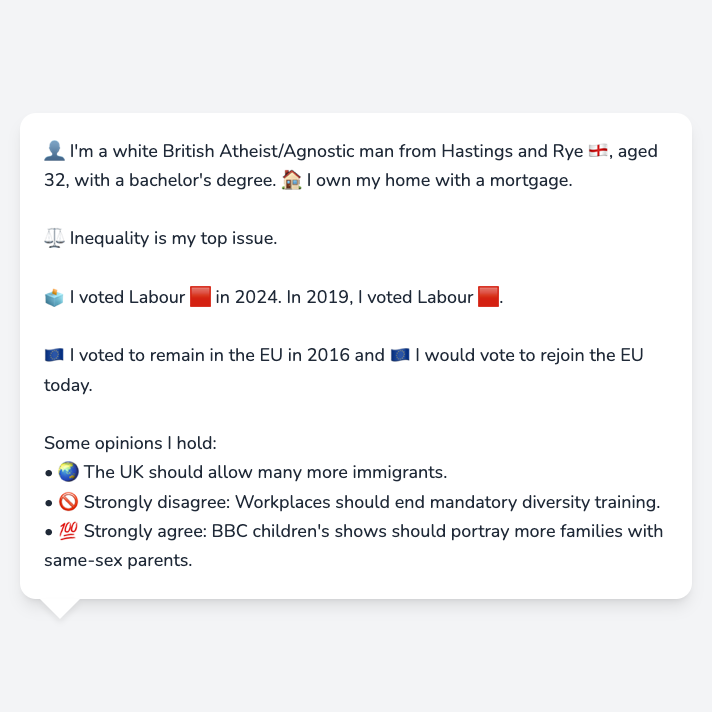 👤 I'm a white British Atheist/Agnostic man from Hastings and Rye 🏴󠁧󠁢󠁥󠁮󠁧󠁿, aged
32, with a bachelor's degree. 🏠 I own my home with a mortgage.
⚖️ Inequality is my top issue.
🗳️ I voted Labour 🟥 in 2024. In 2019, I voted Labour 🟥.
🇪🇺 I voted to remain in the EU in 2016 and 🇪🇺 I would vote to rejoin the EU
today.
Some opinions I hold:
• 🌏 The UK should allow many more immigrants.
• 🚫 Strongly disagree: Workplaces should end mandatory diversity training.
• 💯 Strongly agree: BBC children's shows should portray more families with
same-sex parents.